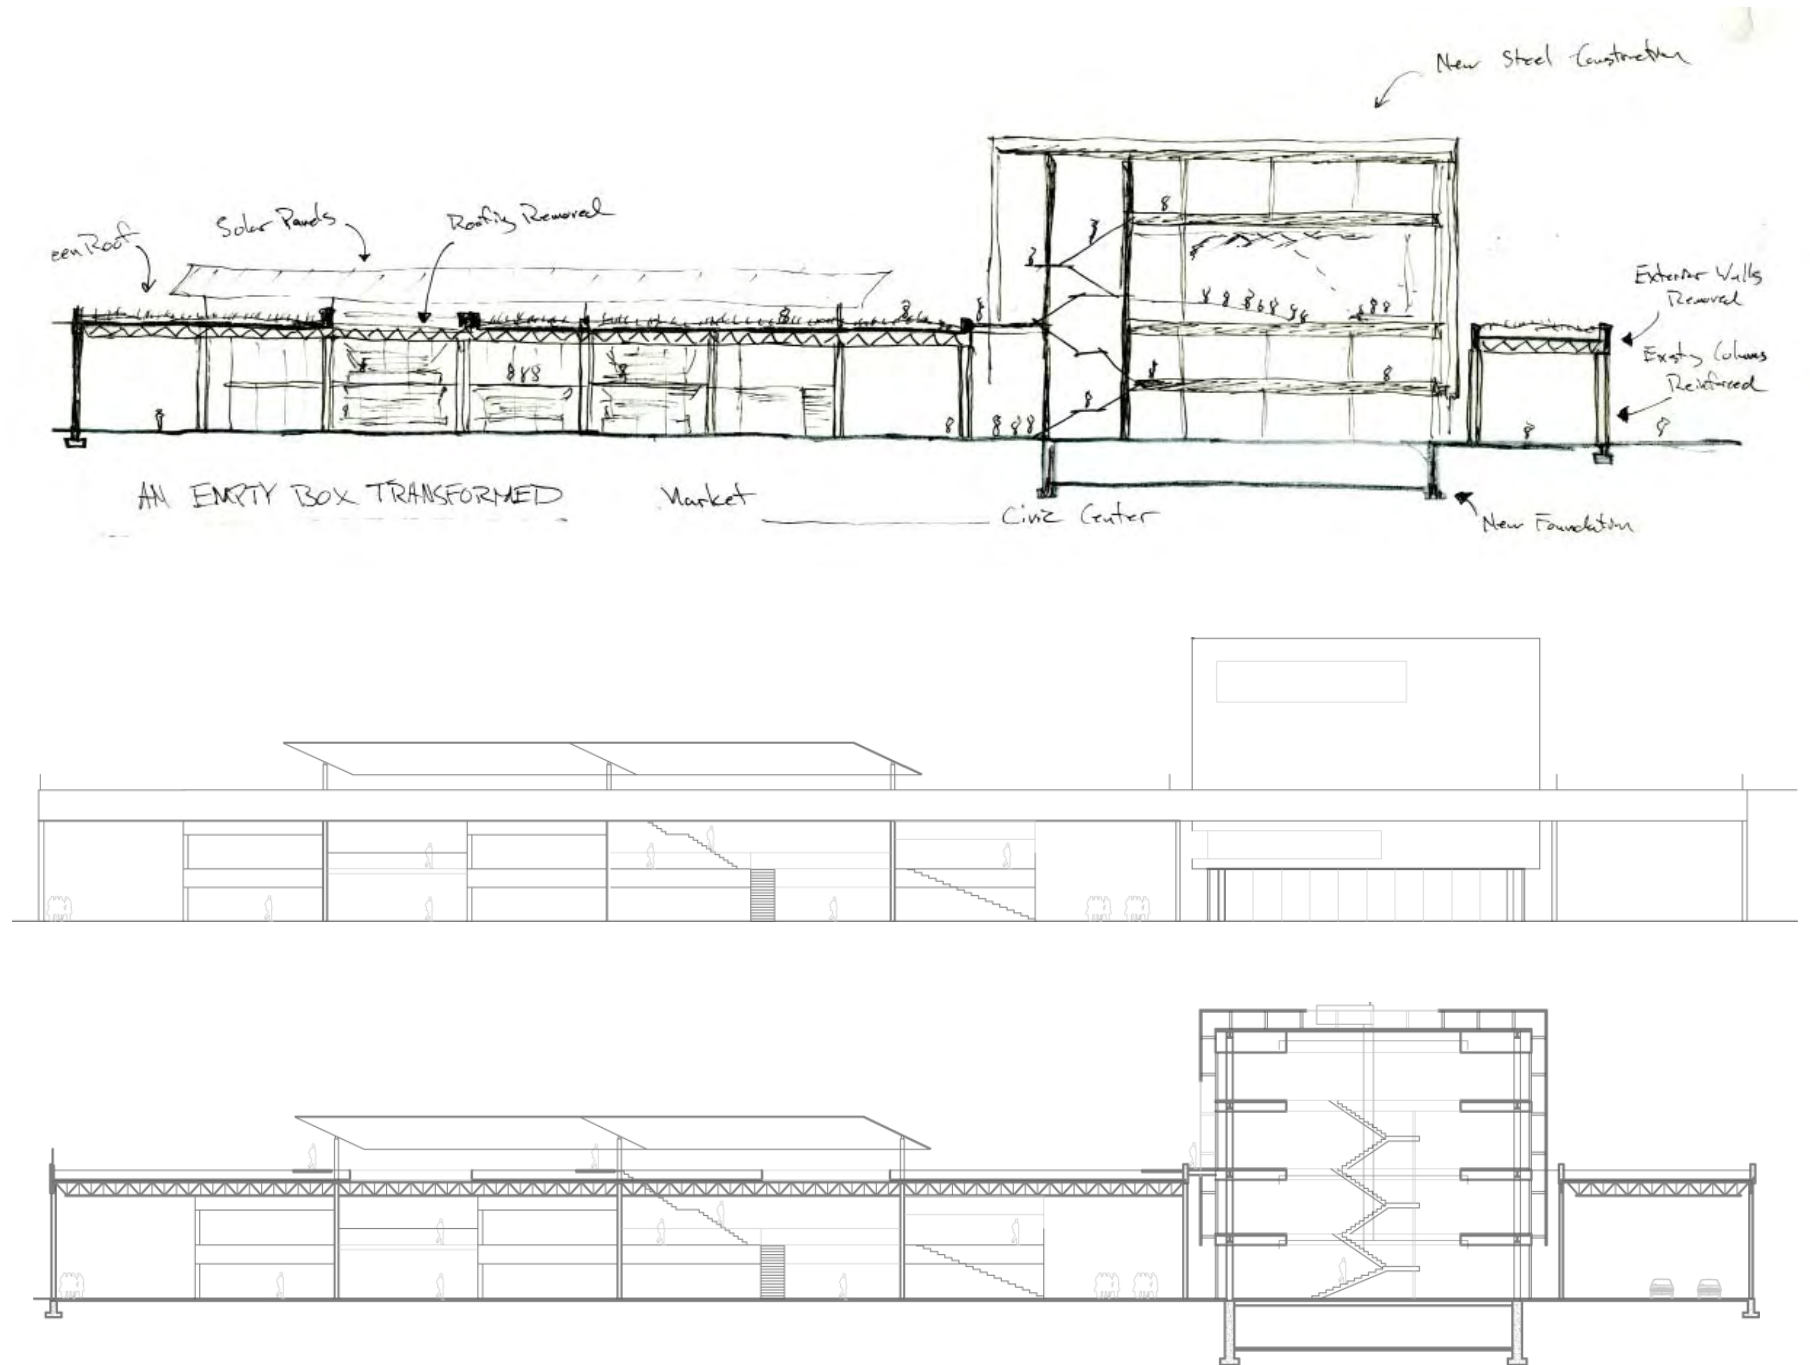 New Steel Construction
Solar Panels
Roofing Removed
een Roof
Exterior Walls
Removed
Existing Columns
Reinforced
AN EMPTY BOX TRANSFORMED
Market
Civic Center
New Foundation